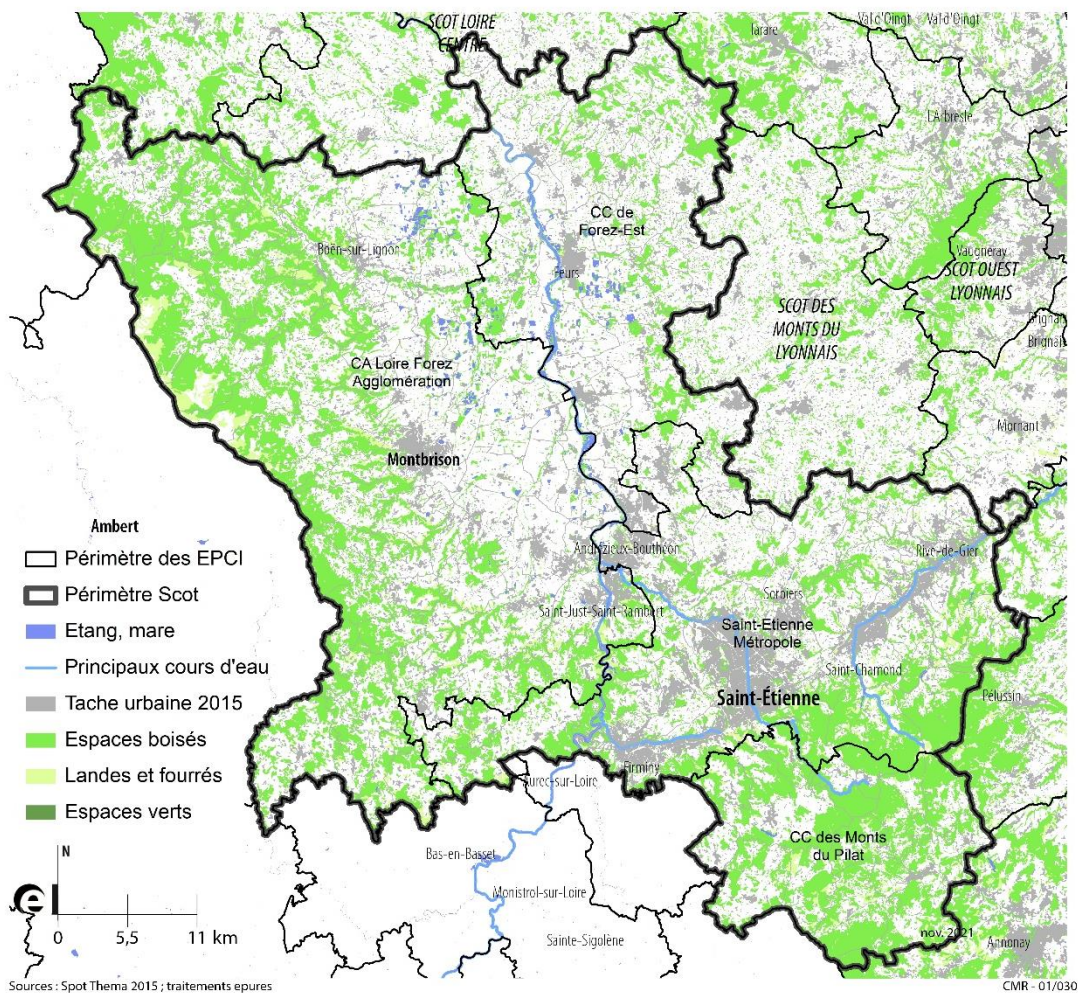 SCOT LOIRE
CENTRE
Tarare
Val d'Oingt
Val d'Oingt
L'Arbresle
CC de
Forez-Est
Boën-sur-Lignon
Feurs
Vaugneray
SCOT OUEST
LYONNAIS
SCOT DES
MONTS DU
LYONNAIS
Brignais
Brignais
CA Loire Forez
Agglomération
Mornant
Montbrison
Ambert
Périmètre des EPCI
Périmètre Scot
Etang, mare
Principaux cours d'eau
Tache urbaine 2015
Espaces boisés
Landes et fourrés
Espaces verts
Andrézieux-Bouthéon
Rive-de-Gier
Saint-Just-Saint-Rambert
Sorbiers
Saint-Etienne
Métropole
Saint-Chamond
Saint-Étienne
Pélussin
Firminy
Aurec-sur-Loire
CC des Monts
du Pilat
Bas-en-Basset
Monistrol-sur-Loire
Sainte-Sigolène
nov. 2021
Annonay
N
e
0 5,5 11 km
Sources : Spot Thema 2015 ; traitements epures
CMR - 01/030